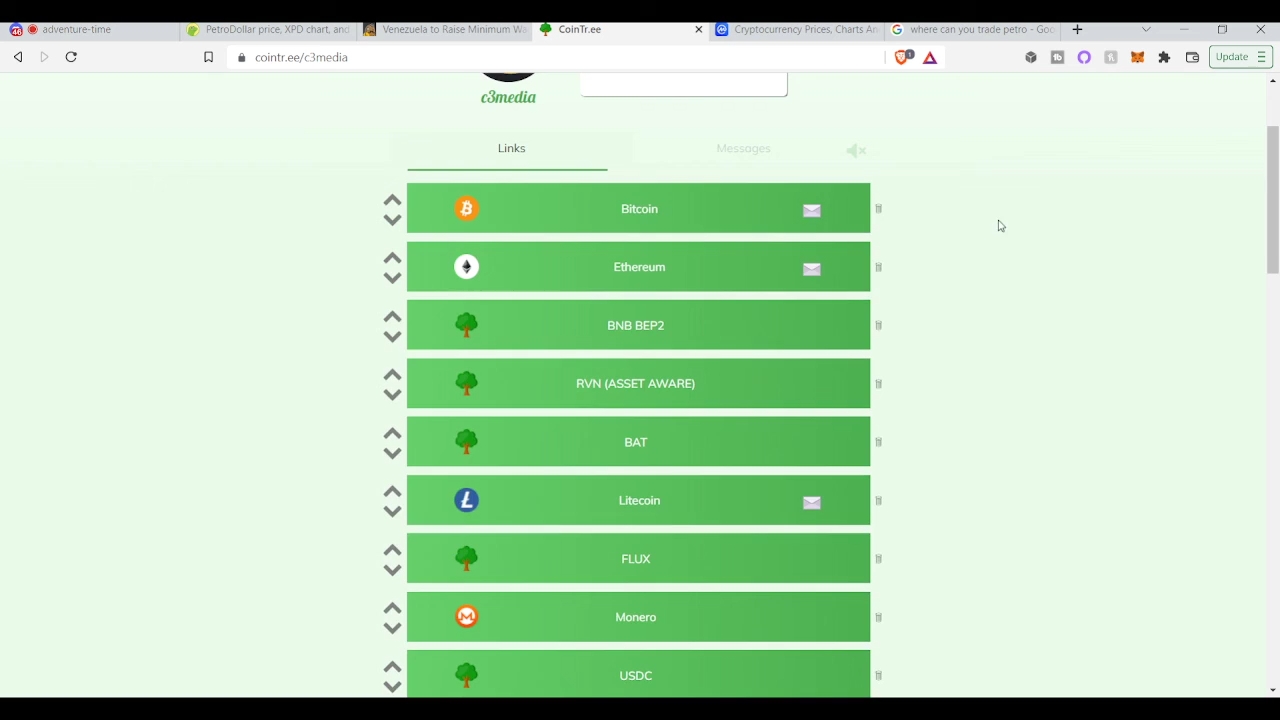 46 adventure-time
PetroDollar price, XPD chart, and
Venezuela to Raise Minimum Wa
CoinTr.ee
Cryptocurrency Prices, Charts An
where can you trade petro - Goo
cointr.ee/c3media
1
Update
c3media
Links
Messages
Bitcoin
Ethereum
BNB BEP2
RVN (ASSET AWARE)
BAT
Litecoin
FLUX
Monero
USDC